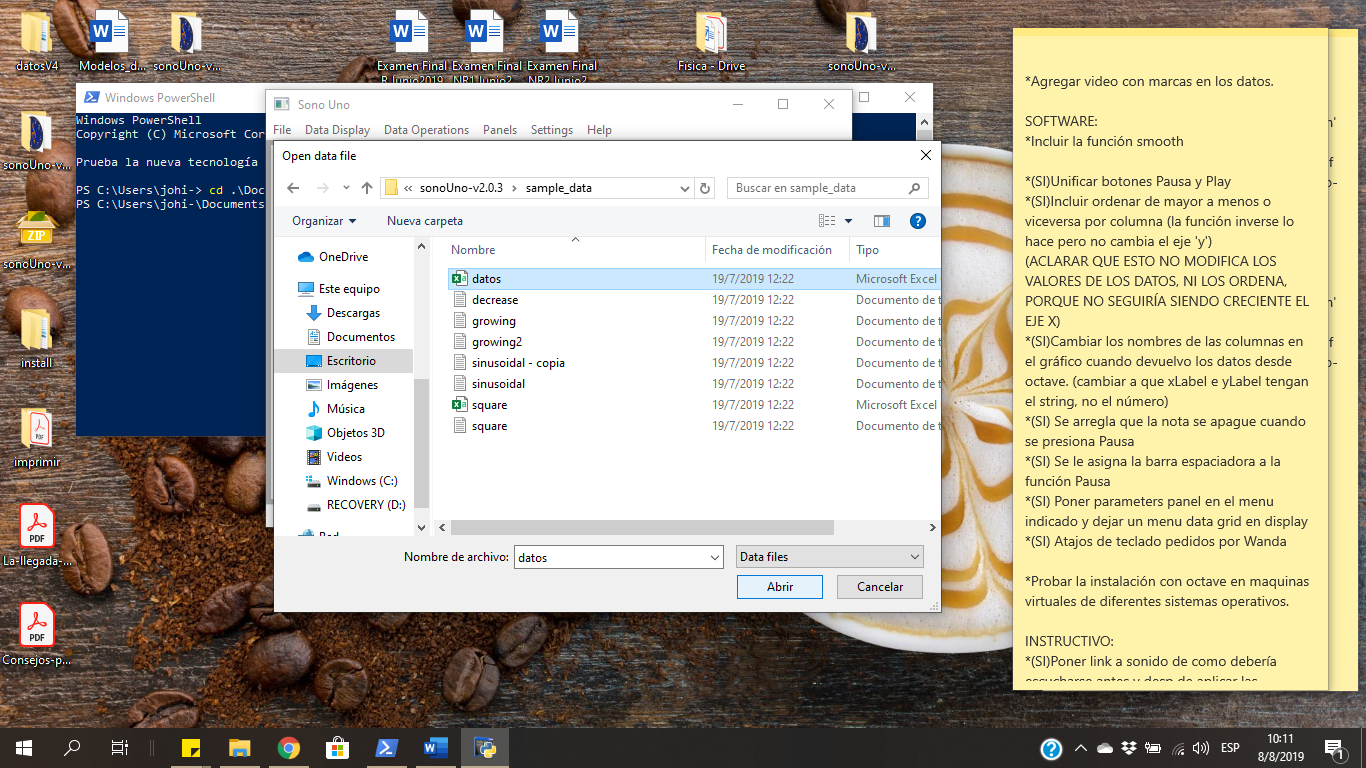 datosV4
Modelos_d...
sonoUno-v...
Examen Final
R Junio2019
Examen Final
NR1Junio2...
Examen Final
NR2Junio2...
Fisica - Drive
sonoUno-v...
sonoUno-v...
ZIP
sonoUno-v...
install
imprimir
PDF
La-llegada-...
PDF
Consejos-p...
Windows PowerShell
Windows PowerShell
Copyright (C) Microsoft Cor
Prueba la nueva tecnología
PS C:\Users\johi-> cd .\Doc
PS C:\Users\johi-\Documents
Sono Uno
File Data Display Data Operations Panels Settings Help
Open data file
« sonoUno-v2.0.3 › sample_data
Buscar en sample_data
Organizar Nueva carpeta
OneDrive
Este equipo
Descargas
Documentos
Escritorio
Imágenes
Música
Objetos 3D
Videos
Windows (C:)
RECOVERY (D:)
Nombre Fecha de modificación Tipo
datos 19/7/2019 12:22 Microsoft Excel
decrease 19/7/2019 12:22 Documento de t
growing 19/7/2019 12:22 Documento de t
growing2 19/7/2019 12:22 Documento de t
sinusoidal - copia 19/7/2019 12:22 Documento de t
sinusoidal 19/7/2019 12:22 Documento de t
square 19/7/2019 12:22 Microsoft Excel
square 19/7/2019 12:22 Documento de t
Nombre de archivo: datos Data files
Abrir Cancelar
*Agregar video con marcas en los datos.
SOFTWARE:
*Incluir la función smooth
*(SI)Unificar botones Pausa y Play
*(SI)Incluir ordenar de mayor a menos o
viceversa por columna (la función inverse lo
hace pero no cambia el eje 'y')
(ACLARAR QUE ESTO NO MODIFICA LOS
VALORES DE LOS DATOS, NI LOS ORDENA,
PORQUE NO SEGUIRÍA SIENDO CRECIENTE EL
EJE X)
*(SI)Cambiar los nombres de las columnas en
el gráfico cuando devuelvo los datos desde
octave. (cambiar a que xLabel e yLabel tengan
el string, no el número)
*(SI) Se arregla que la nota se apague cuando
se presiona Pausa
*(SI) Se le asigna la barra espaciadora a la
función Pausa
*(SI) Poner parameters panel en el menu
indicado y dejar un menu data grid en display
*(SI) Atajos de teclado pedidos por Wanda
*Probar la instalación con octave en maquinas
virtuales de diferentes sistemas operativos.
INSTRUCTIVO:
*(SI)Poner link a sonido de como debería
escucharse antes y desp de aplicar las
ESP
10:11
8/8/2019
1